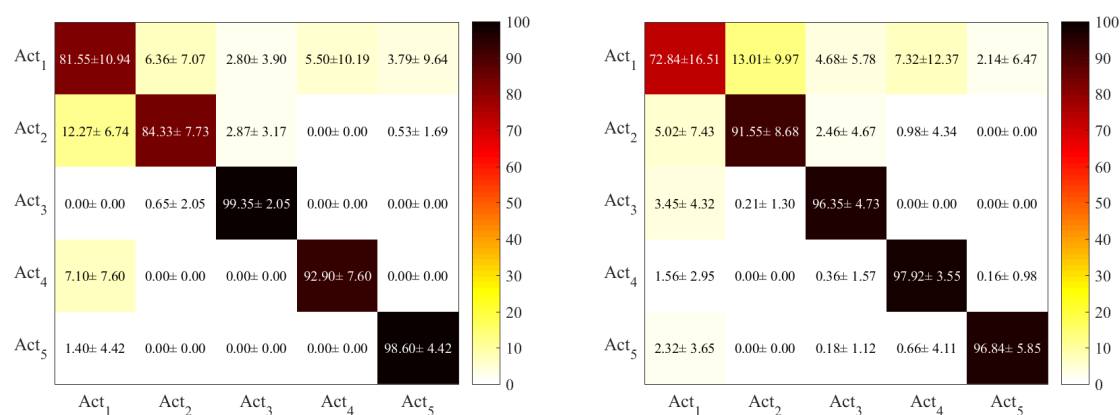 Act1 81.55±10.94 6.36± 7.07 2.80± 3.90 5.50±10.19 3.79± 9.64
Act2 12.27± 6.74 84.33± 7.73 2.87± 3.17 0.00± 0.00 0.53± 1.69
Act3 0.00± 0.00 0.65± 2.05 99.35± 2.05 0.00± 0.00 0.00± 0.00
Act4 7.10± 7.60 0.00± 0.00 0.00± 0.00 92.90± 7.60 0.00± 0.00
Act5 1.40± 4.42 0.00± 0.00 0.00± 0.00 0.00± 0.00 98.60± 4.42
Act1 Act2 Act3 Act4 Act5
100
90
80
70
60
50
40
30
20
10
0
Act1 72.84±16.51 13.01± 9.97 4.68± 5.78 7.32±12.37 2.14± 6.47
Act2 5.02± 7.43 91.55± 8.68 2.46± 4.67 0.98± 4.34 0.00± 0.00
Act3 3.45± 4.32 0.21± 1.30 96.35± 4.73 0.00± 0.00 0.00± 0.00
Act4 1.56± 2.95 0.00± 0.00 0.36± 1.57 97.92± 3.55 0.16± 0.98
Act5 2.32± 3.65 0.00± 0.00 0.18± 1.12 0.66± 4.11 96.84± 5.85
Act1 Act2 Act3 Act4 Act5
100
90
80
70
60
50
40
30
20
10
0